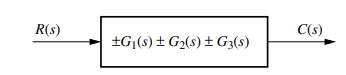 R(s)
±G₁(s) ± G₂(s) ± G₃(s)
C(s)